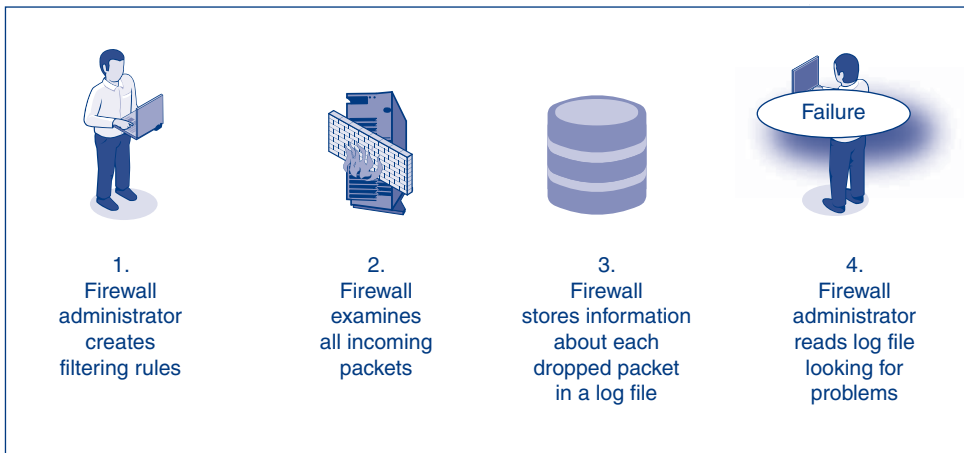 Failure
1.
Firewall
administrator
creates
filtering rules
2.
Firewall
examines
all incoming
packets
3.
Firewall
stores information
about each
dropped packet
in a log file
4.
Firewall
administrator
reads log file
looking for
problems